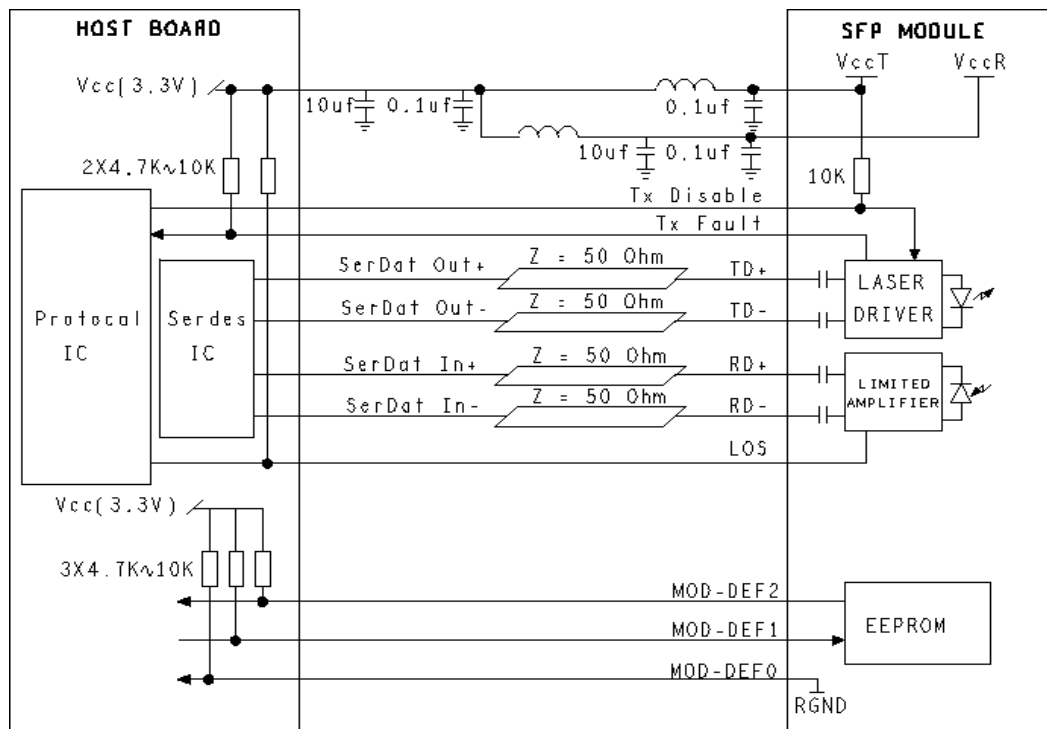 HOST BOARD
SFP MODULE
VccT
VccR
Vcc(3.3V)
10uf
0.1uf
0.1uf
10uf
0.1uf
2X4.7K~10K
10K
Tx Disable
Tx Fault
SerDat Out+
Z = 50 Ohm
TD+
SerDat Out-
Z = 50 Ohm
TD-
LASER
DRIVER
Protocal
IC
Serdes
IC
SerDat In+
Z = 50 Ohm
RD+
SerDat In-
Z = 50 Ohm
RD-
LIMITED
AMPLIFIER
LOS
Vcc(3.3V)
3X4.7K~10K
MOD-DEF2
MOD-DEF1
EEPROM
MOD-DEF0
RGND